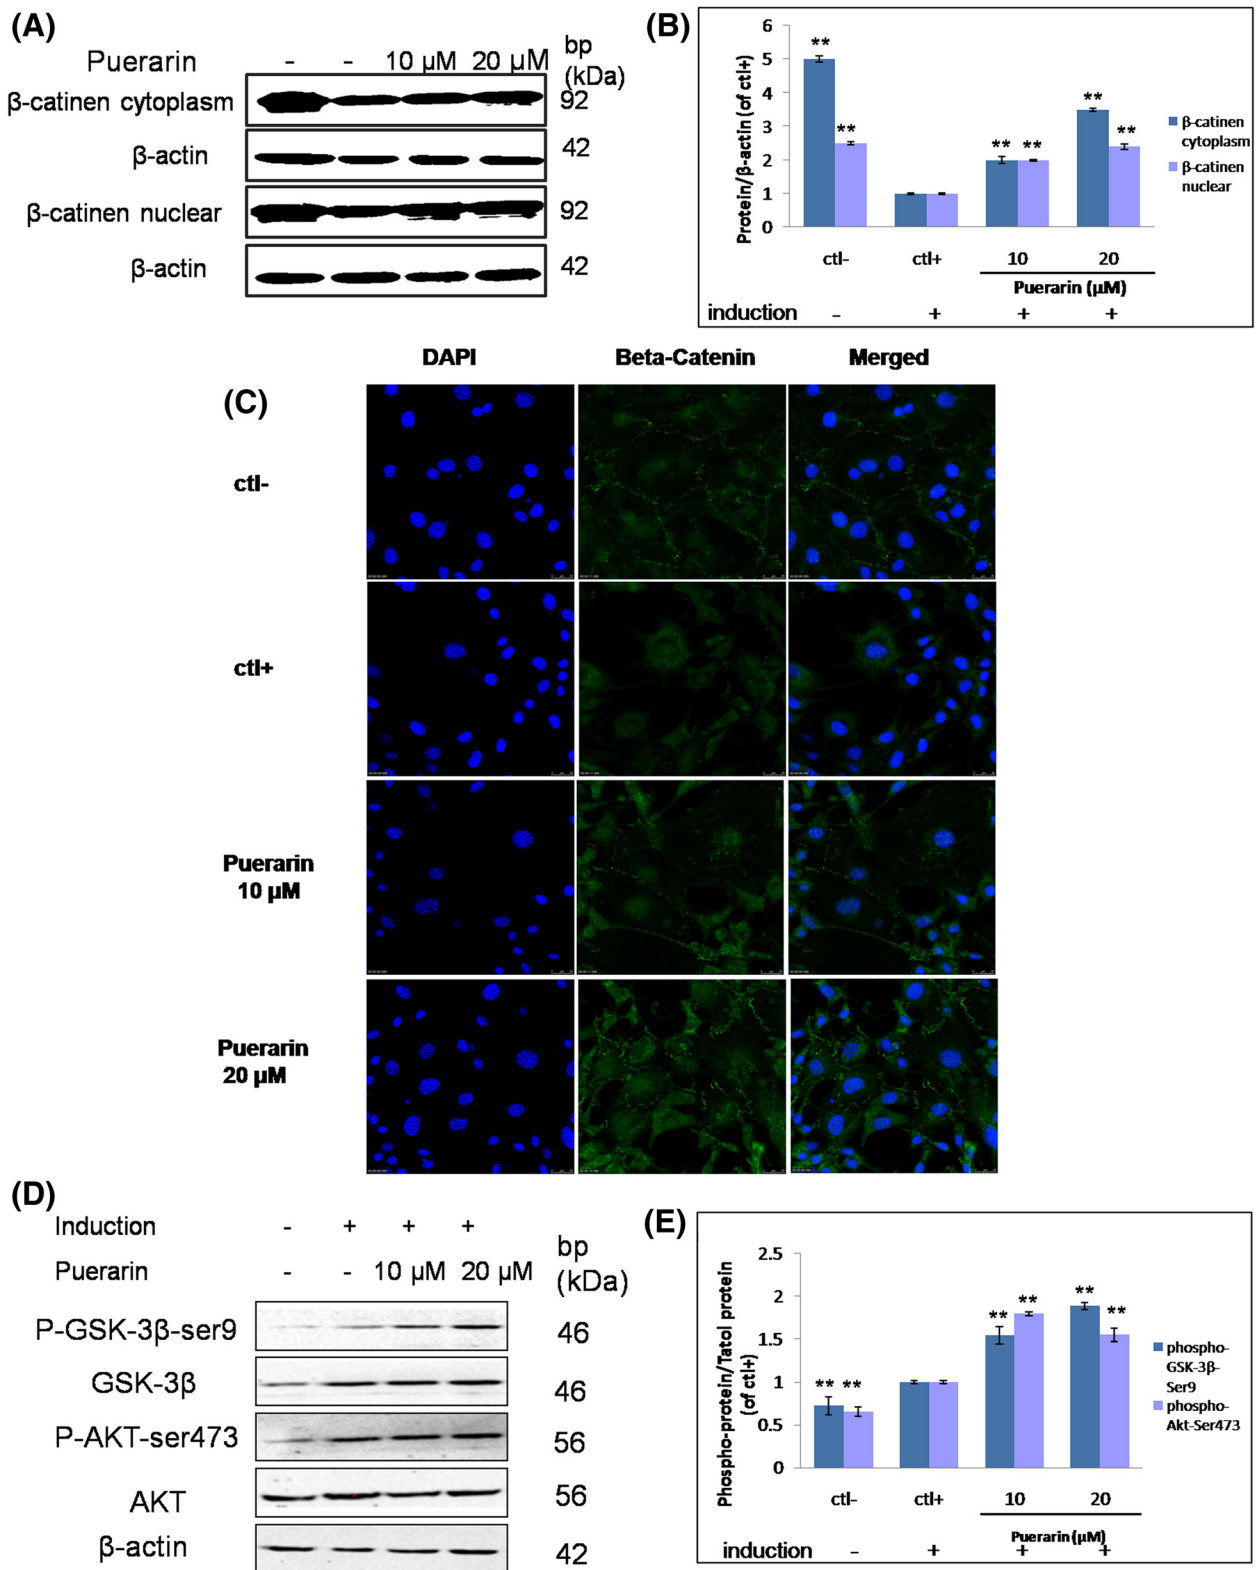 (A)
Puerarin - - 10 μM 20 μM
bp
(kDa)
β-catinen cytoplasm 92
β-actin 42
β-catinen nuclear 92
β-actin 42
(B)
Protein/β-actin (of ctl+)
6
5
4
3
2
1
0
** ** ** ** ** **
β-catinen
cytoplasm
β-catinen
nuclear
ctl- ctl+ 10 20
Puerarin (μM)
induction - + + +
(C)
DAPI Beta-Catenin Merged
ctl-
ctl+
Puerarin
10 μM
Puerarin
20 μM
(D)
Induction - + + +
Puerarin - - 10 μM 20 μM
bp
(kDa)
P-GSK-3β-ser9 46
GSK-3β 46
P-AKT-ser473 56
AKT 56
β-actin 42
(E)
Phospho-protein/Tatol protein
(of ctl+)
2.5
2
1.5
1
0.5
0
** ** ** ** ** **
phospho-
GSK-3β-
Ser9
phospho-
Akt-Ser473
ctl- ctl+ 10 20
Puerarin (μM)
induction - + + +